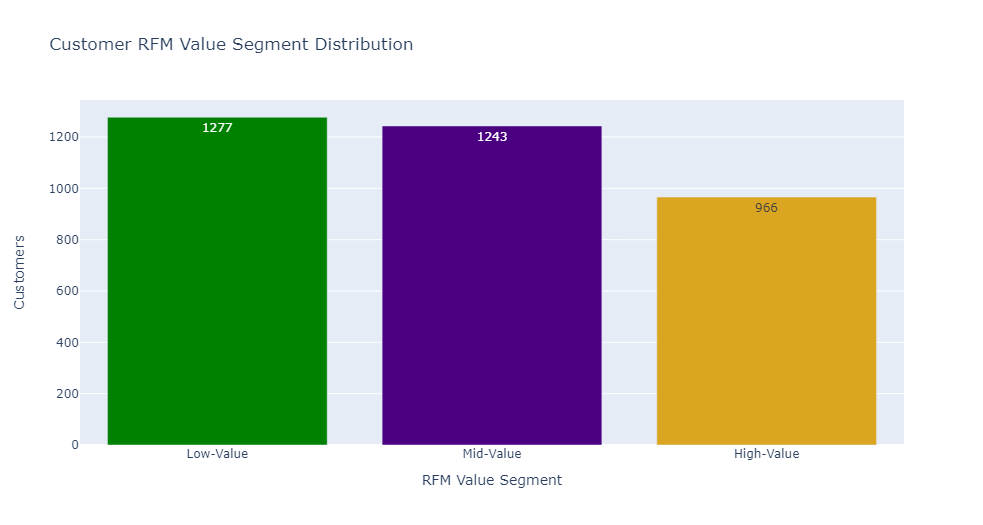 Customer RFM Value Segment Distribution
1277
1243
966
1200
1000
800
600
400
200
0
Customers
Low-Value
Mid-Value
High-Value
RFM Value Segment